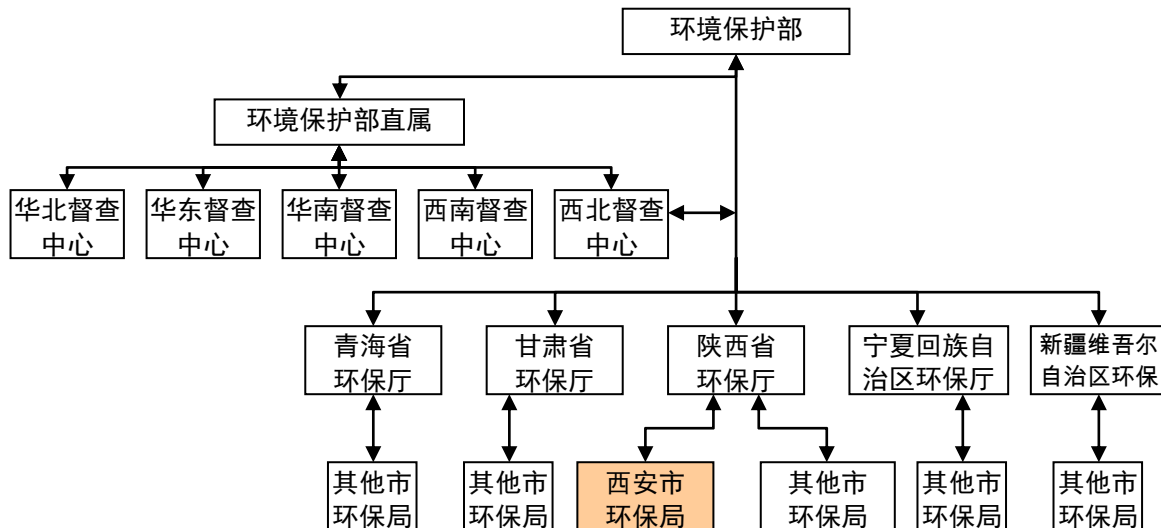 环境保护部
环境保护部直属
华北督查
中心
华东督查
中心
华南督查
中心
西南督查
中心
西北督查
中心
青海省
环保厅
甘肃省
环保厅
陕西省
环保厅
宁夏回族自
治区环保厅
新疆维吾尔
自治区环保
其他市
环保局
其他市
环保局
西安市
环保局
其他市
环保局
其他市
环保局
其他市
环保局